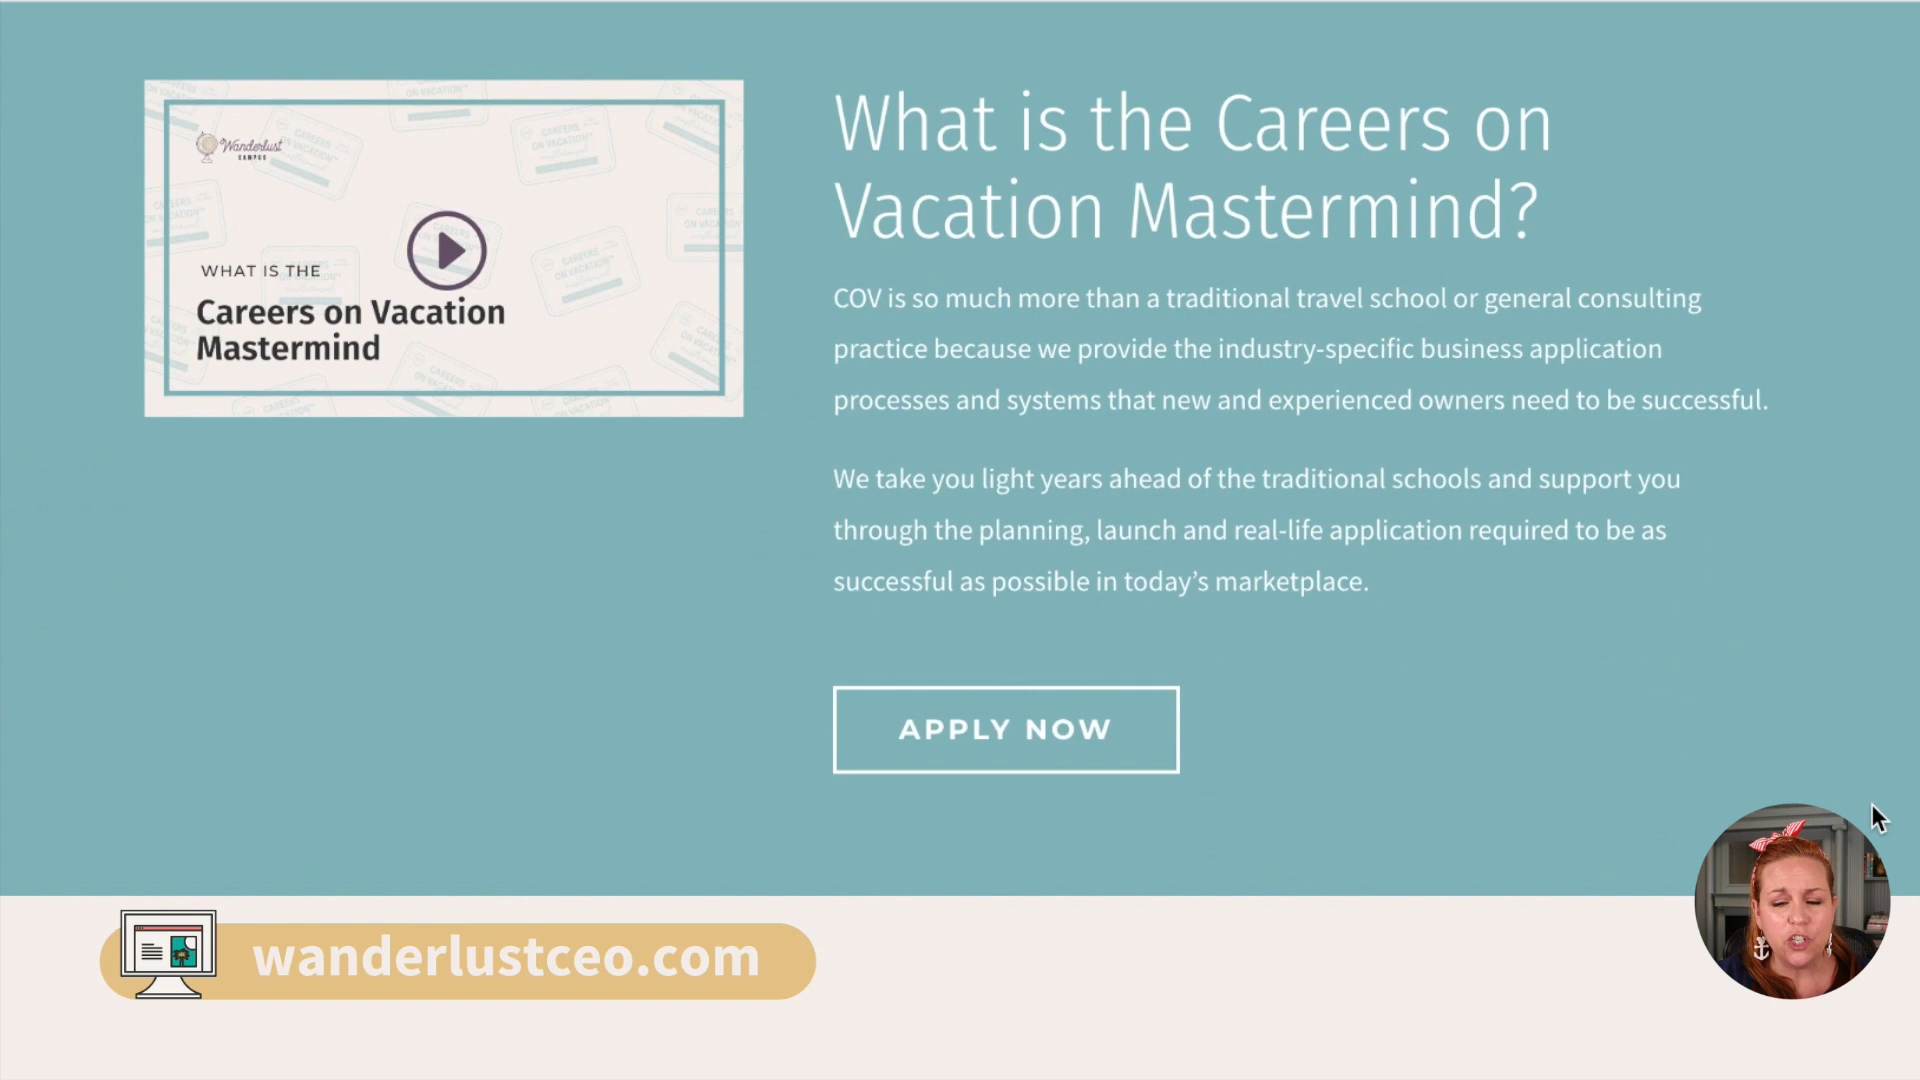 Wanderlust
CAMPUS
WHAT IS THE
Careers on Vacation
Mastermind
What is the Careers on
Vacation Mastermind?
COV is so much more than a traditional travel school or general consulting
practice because we provide the industry-specific business application
processes and systems that new and experienced owners need to be successful.
We take you light years ahead of the traditional schools and support you
through the planning, launch and real-life application required to be as
successful as possible in today’s marketplace.
APPLY NOW
wanderlustceo.com